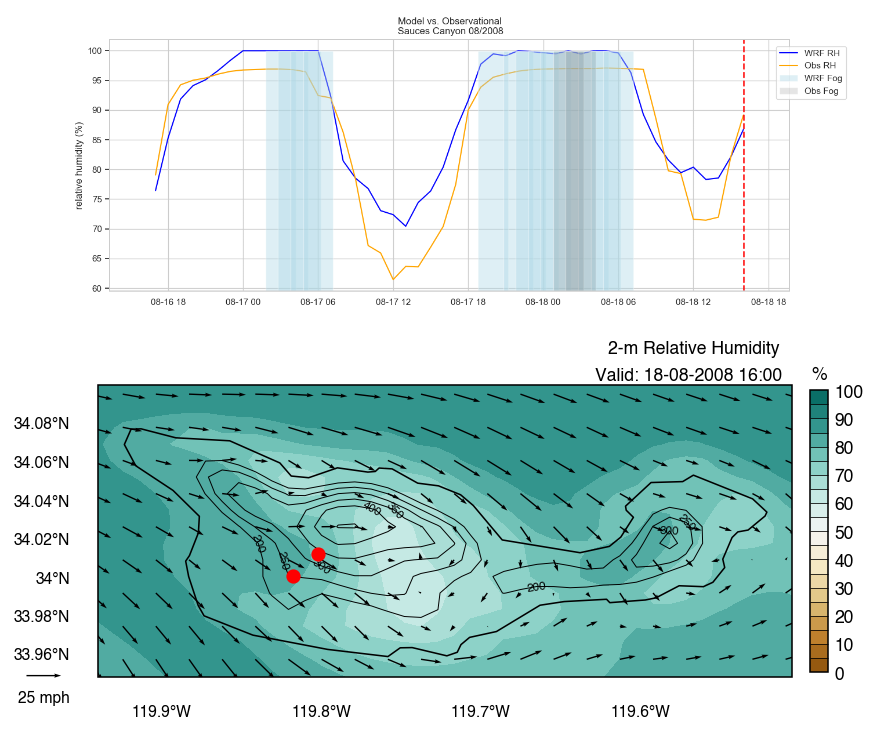 Model vs. Observational
Sauces Canyon 08/2008
relative humidity (%)
100
95
90
85
80
75
70
65
60
WRF RH
Obs RH
WRF Fog
Obs Fog
08-16 18
08-17 00
08-17 06
08-17 12
08-17 18
08-18 00
08-18 06
08-18 12
08-18 18
2-m Relative Humidity
Valid: 18-08-2008 16:00
%
34.08°N
34.06°N
34.04°N
34.02°N
34°N
33.98°N
33.96°N
25 mph
400
350
200
250
300
200
300
250
100
90
80
70
60
50
40
30
20
10
0
119.9°W
119.8°W
119.7°W
119.6°W